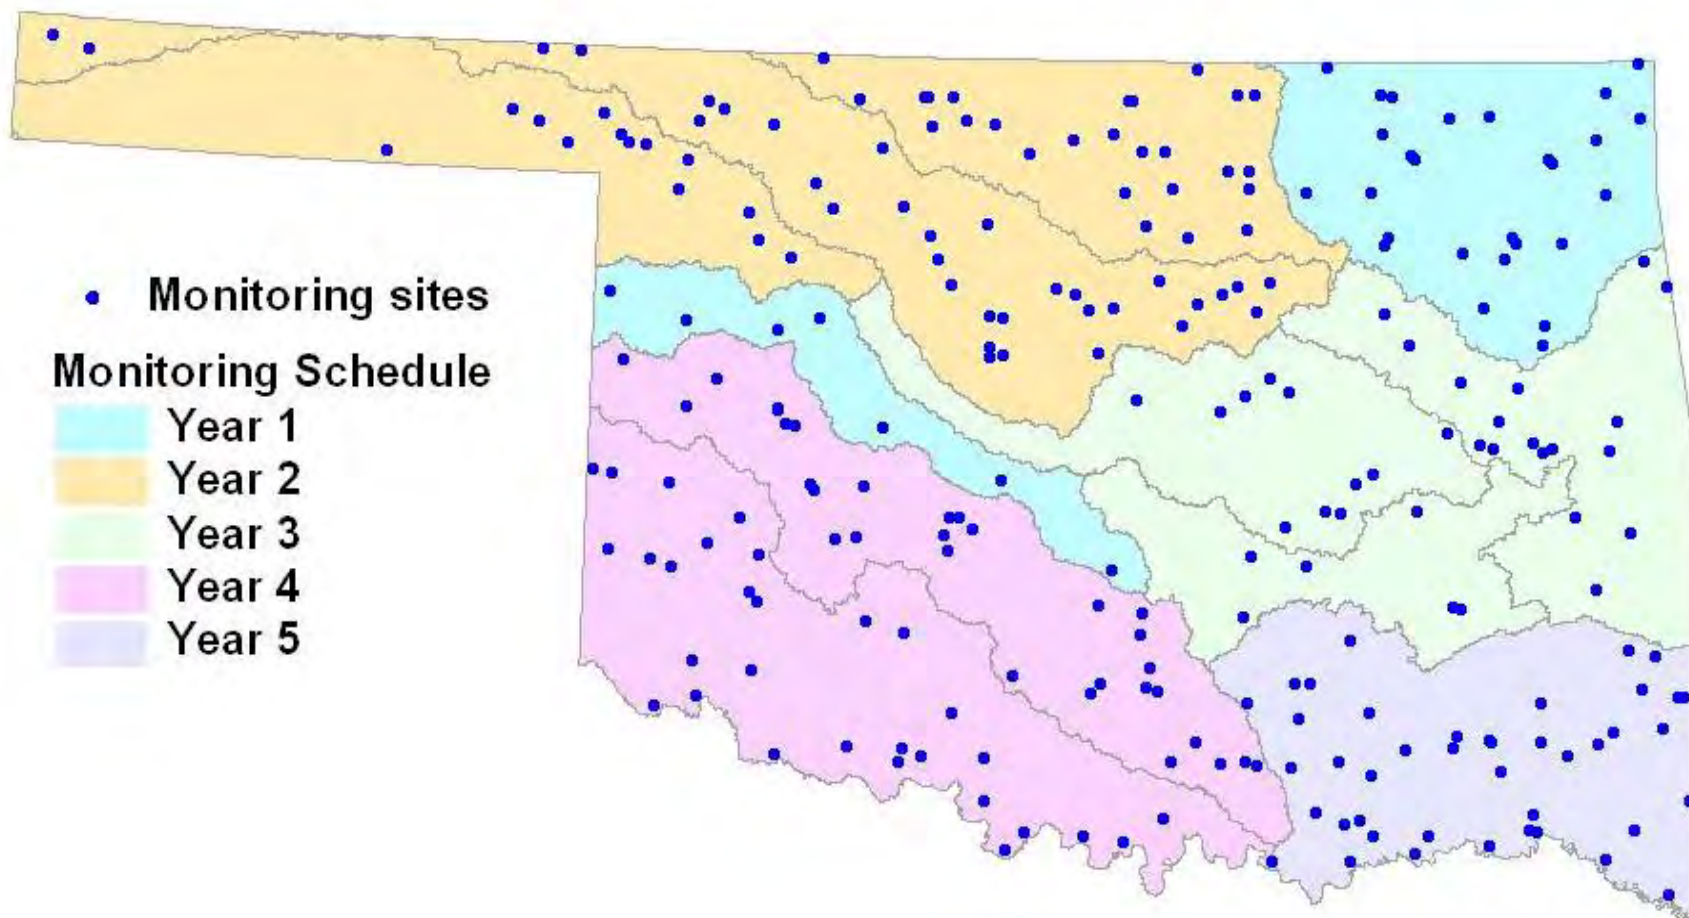 Monitoring sites
Monitoring Schedule
Year 1
Year 2
Year 3
Year 4
Year 5